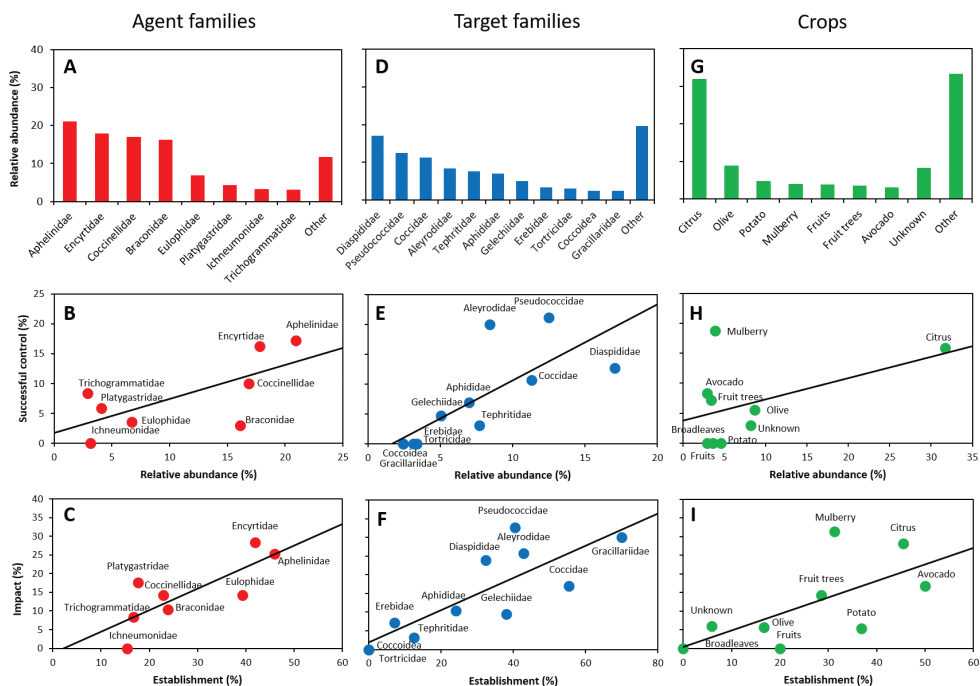 Agent families
Target families
Crops
Relative abundance (%)
40
30
20
10
0
A
Aphelinidae
Encyrtidae
Coccinellidae
Braconidae
Eulophidae
Platygastridae
Ichneumonidae
Trichogrammatidae
Other
D
Diaspididae
Pseudococcidae
Coccidae
Aleyrodidae
Tephritidae
Aphididae
Gelechiidae
Erebidae
Tortricidae
Coccoidea
Gracillariidae
Other
G
Citrus
Olive
Potato
Mulberry
Fruits
Fruit trees
Avocado
Unknown
Other
Successful control (%)
25
20
15
10
5
0
B
Encyrtidae
Aphelinidae
Trichogrammatidae
Coccinellidae
Platygastridae
Eulophidae
Braconidae
Ichneumonidae
0 5 10 15 20 25
Relative abundance (%)
E
Pseudococcidae
Aleyrodidae
Diaspididae
Coccidae
Aphididae
Gelechiidae
Tephritidae
Erebidae
Tortricidae
Coccoidea
Gracillariidae
0 5 10 15 20
Relative abundance (%)
H
Mulberry
Citrus
Avocado
Fruit trees
Olive
Unknown
Broadleaves
Potato
Fruits
0 5 10 15 20 25 30 35
Relative abundance (%)
Impact (%)
40
35
30
25
20
15
10
5
0
C
Encyrtidae
Aphelinidae
Platygastridae
Coccinellidae
Eulophidae
Trichogrammatidae
Braconidae
Ichneumonidae
0 10 20 30 40 50 60
Establishment (%)
F
Pseudococcidae
Aleyrodidae
Diaspididae
Gracillariidae
Coccidae
Aphididae
Gelechiidae
Erebidae
Tephritidae
Coccoidea
Tortricidae
0 20 40 60 80
Establishment (%)
I
Mulberry
Citrus
Avocado
Fruit trees
Unknown
Olive
Potato
Fruits
Broadleaves
0 10 20 30 40 50 60
Establishment (%)